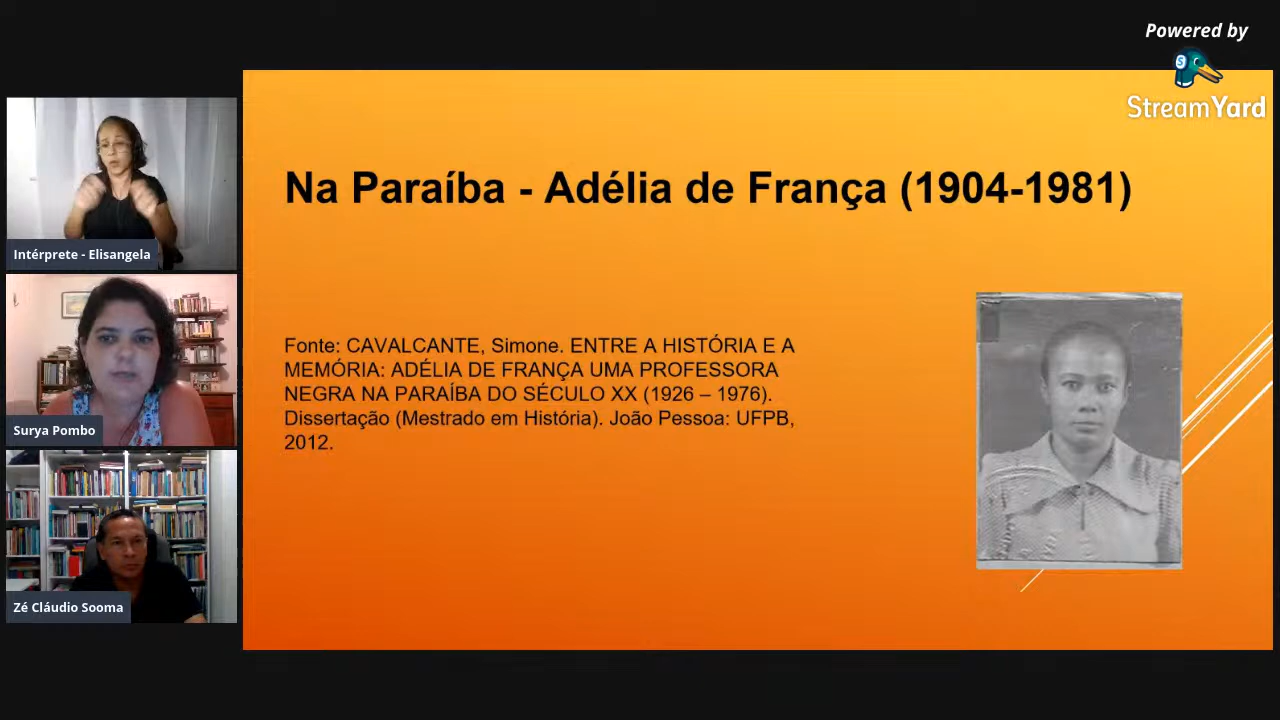 Powered by
StreamYard
Na Paraíba - Adélia de França (1904-1981)
Fonte: CAVALCANTE, Simone. ENTRE A HISTÓRIA E A
MEMÓRIA: ADÉLIA DE FRANÇA UMA PROFESSORA
NEGRA NA PARAÍBA DO SÉCULO XX (1926 – 1976).
Dissertação (Mestrado em História). João Pessoa: UFPB,
2012.
Intérprete - Elisangela
Surya Pombo
Zé Cláudio Sooma